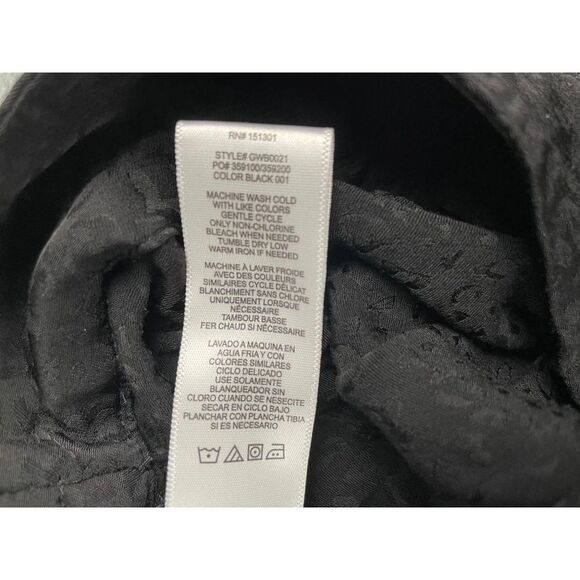 RN# 151301
STYLE# GWB0021
PO# 359100/359200
COLOR BLACK 001
MACHINE WASH COLD
WITH LIKE COLORS
GENTLE CYCLE
ONLY NON-CHLORINE
BLEACH WHEN NEEDED
TUMBLE DRY LOW
WARM IRON IF NEEDED
MACHINE À LAVER FROIDE
AVEC DES COULEURS
SIMILAIRES CYCLE DÉLICAT
BLANCHIMENT SANS CHLORE
UNIQUEMENT LORSQUE
NÉCESSAIRE
TAMBOUR BASSE
FER CHAUD SI NÉCESSAIRE
LAVADO A MAQUINA EN
AGUA FRIA Y CON
COLORES SIMILARES
CICLO DELICADO
USE SOLAMENTE
BLANQUEADOR SIN
CLORO CUANDO SE NESECITE
SECAR EN CICLO BAJO
PLANCHAR CON PLANCHA TIBIA
SI ES NECESARIO